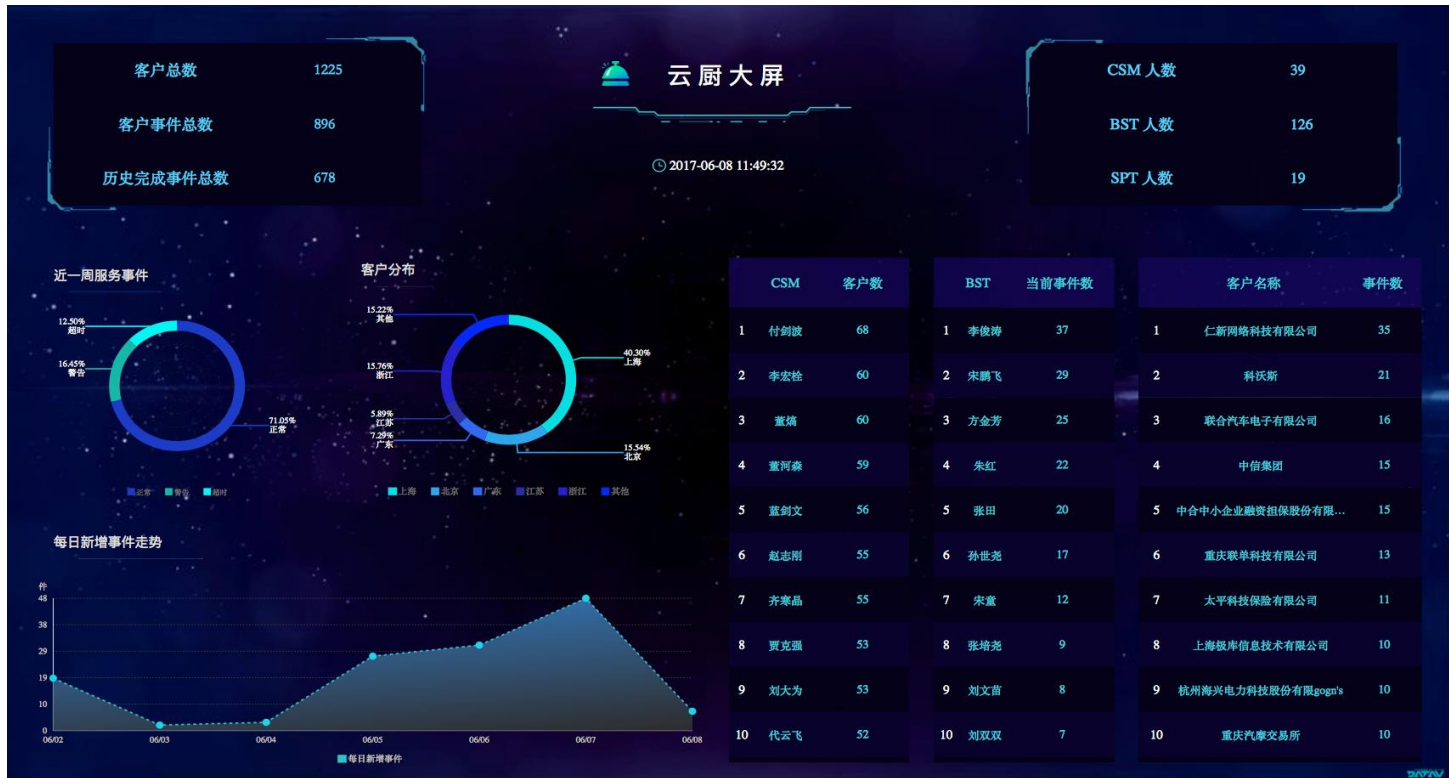 客户总数 1225
客户事件总数 896
历史完成事件总数 678
云厨大屏
2017-06-08 11:49:32
CSM 人数 39
BST 人数 126
SPT 人数 19
近一周服务事件
12.50%
超时
16.45%
警告
71.05%
正常
正常 警告 超时
客户分布
15.22%
其他
15.76%
浙江
5.89%
江苏
7.29%
广东
40.30%
上海
15.54%
北京
上海 北京 广东 江苏 浙江 其他
每日新增事件走势
件
48
38
29
19
10
0
06/02 06/03 06/04 06/05 06/06 06/07 06/08
每日新增事件
CSM 客户数
1 付剑波 68
2 李宏栓 60
3 董熇 60
4 董河森 59
5 蓝剑文 56
6 赵志刚 55
7 齐寒晶 55
8 贾克强 53
9 刘大为 53
10 代云飞 52
BST 当前事件数
1 李俊涛 37
2 宋鹏飞 29
3 方金芳 25
4 朱红 22
5 张田 20
6 孙世尧 17
7 宋童 12
8 张培尧 9
9 刘文苗 8
10 刘双双 7
客户名称 事件数
1 仁新网络科技有限公司 35
2 科沃斯 21
3 联合汽车电子有限公司 16
4 中信集团 15
5 中合中小企业融资担保股份有限... 15
6 重庆联单科技有限公司 13
7 太平科技保险有限公司 11
8 上海极库信息技术有限公司 10
9 杭州海兴电力科技股份有限gogn's 10
10 重庆汽摩交易所 10
DATAV